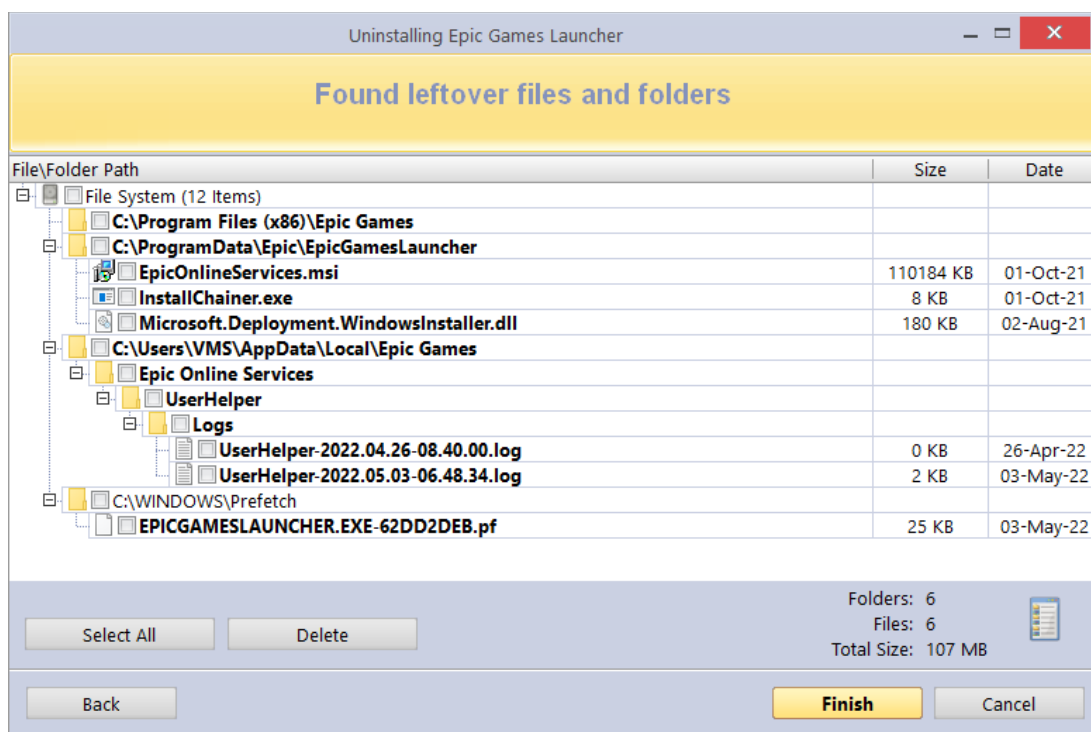 Uninstalling Epic Games Launcher
Found leftover files and folders
File\Folder Path Size Date
File System (12 Items)
C:\Program Files (x86)\Epic Games
C:\ProgramData\Epic\EpicGamesLauncher
EpicOnlineServices.msi 110184 KB 01-Oct-21
InstallChainer.exe 8 KB 01-Oct-21
Microsoft.Deployment.WindowsInstaller.dll 180 KB 02-Aug-21
C:\Users\VMS\AppData\Local\Epic Games
Epic Online Services
UserHelper
Logs
UserHelper-2022.04.26-08.40.00.log 0 KB 26-Apr-22
UserHelper-2022.05.03-06.48.34.log 2 KB 03-May-22
C:\WINDOWS\Prefetch
EPICGAMESLAUNCHER.EXE-62DD2DEB.pf 25 KB 03-May-22
Folders: 6
Files: 6
Total Size: 107 MB
Select All Delete
Back Finish Cancel